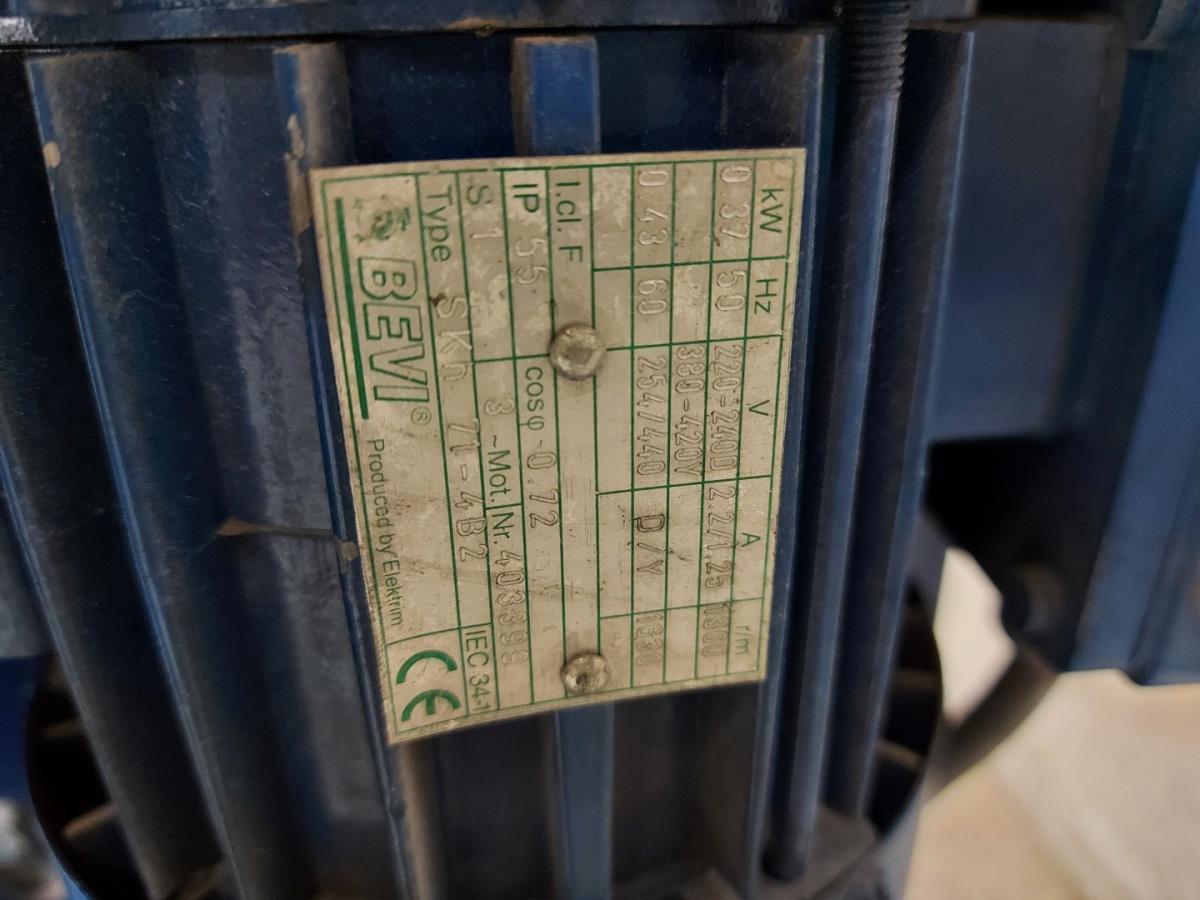 kW Hz V A r/m
0.37 50 220-240D 2.2/1.25 1380
380-420Y
0.43 60 254/440 D/Y
I.cl. F
IP 55 cosφ 0.72
S1 3 ~Mot. Nr. 403399
Type SKh 71-4B2 IEC 34-1
BEVI® Produced by Elektrim CE